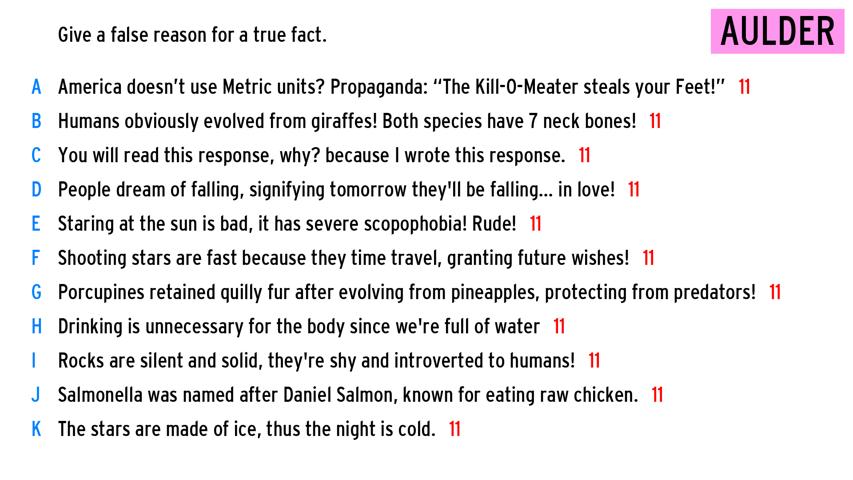 Give a false reason for a true fact.
AULDER
A America doesn't use Metric units? Propaganda: “The Kill-O-Meater steals your Feet!” 11
B Humans obviously evolved from giraffes! Both species have 7 neck bones! 11
C You will read this response, why? because I wrote this response. 11
D People dream of falling, signifying tomorrow they'll be falling... in love! 11
E Staring at the sun is bad, it has severe scopophobia! Rude! 11
F Shooting stars are fast because they time travel, granting future wishes! 11
G Porcupines retained quilly fur after evolving from pineapples, protecting from predators! 11
H Drinking is unnecessary for the body since we're full of water 11
I Rocks are silent and solid, they're shy and introverted to humans! 11
J Salmonella was named after Daniel Salmon, known for eating raw chicken. 11
K The stars are made of ice, thus the night is cold. 11